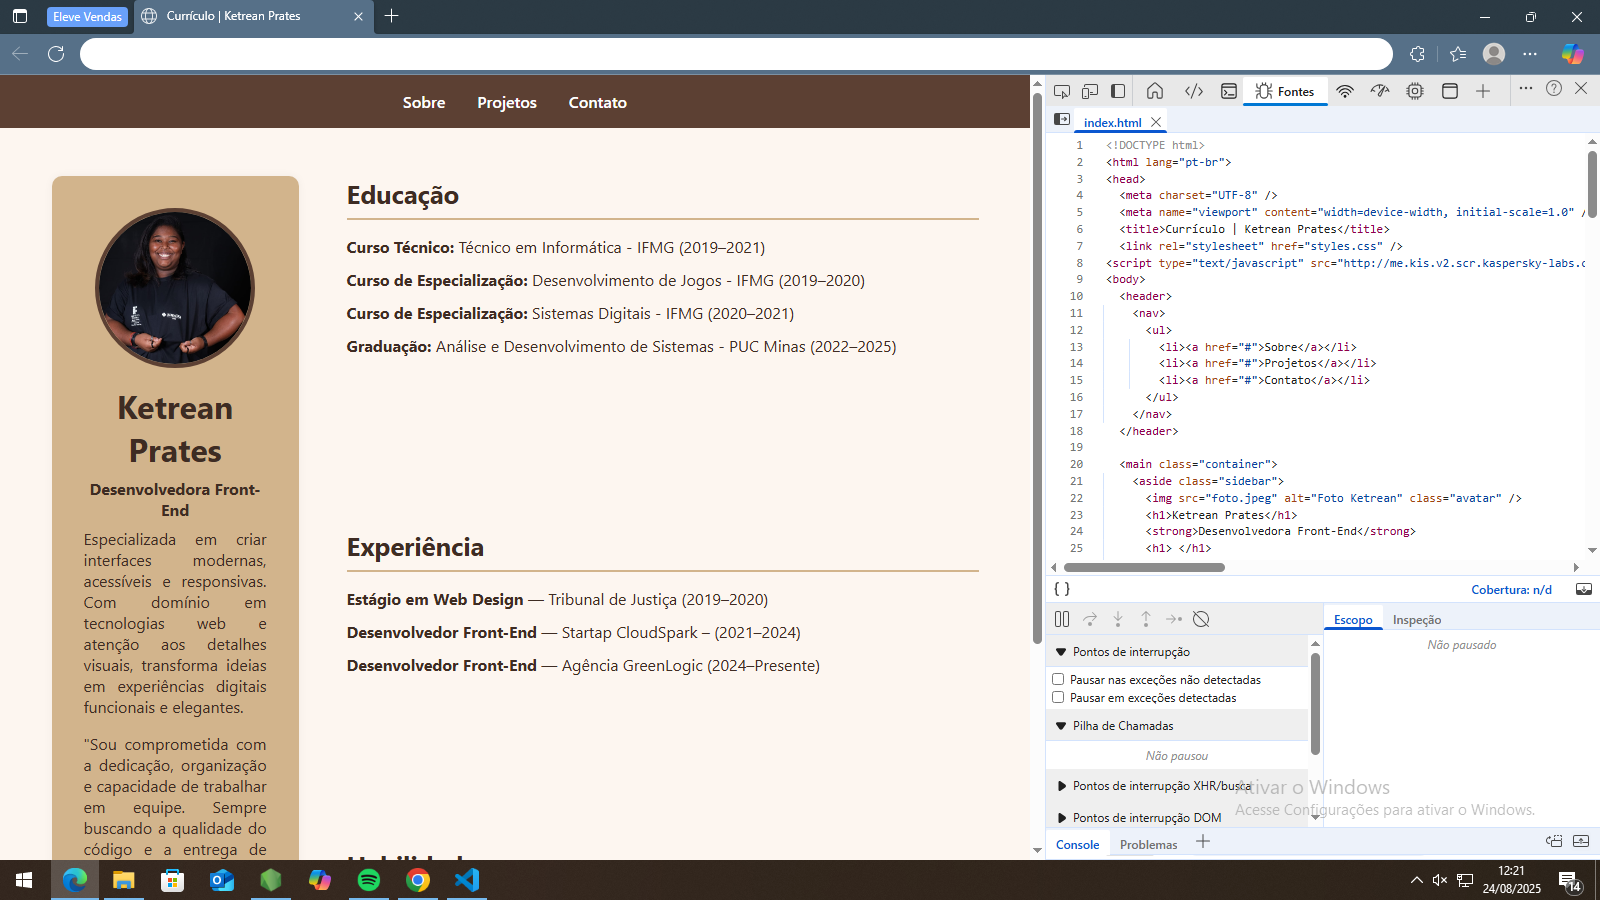 Eleve Vendas
Currículo | Ketrean Prates
Sobre
Projetos
Contato
Ketrean
Prates
Desenvolvedora Front-
End
Especializada em criar
interfaces modernas,
acessíveis e responsivas.
Com domínio em
tecnologias web e
atenção aos detalhes
visuais, transforma ideias
em experiências digitais
funcionais e elegantes.
"Sou comprometida com
a dedicação, organização
e capacidade de trabalhar
em equipe. Sempre
buscando a qualidade do
código e a entrega de
Educação
Curso Técnico: Técnico em Informática - IFMG (2019–2021)
Curso de Especialização: Desenvolvimento de Jogos - IFMG (2019–2020)
Curso de Especialização: Sistemas Digitais - IFMG (2020–2021)
Graduação: Análise e Desenvolvimento de Sistemas - PUC Minas (2022–2025)
Experiência
Estágio em Web Design — Tribunal de Justiça (2019–2020)
Desenvolvedor Front-End — Startap CloudSpark – (2021–2024)
Desenvolvedor Front-End — Agência GreenLogic (2024–Presente)
Fontes
index.html
1 <!DOCTYPE html>
2 <html lang="pt-br">
3 <head>
4 <meta charset="UTF-8" />
5 <meta name="viewport" content="width=device-width, initial-scale=1.0" /
6 <title>Currículo | Ketrean Prates</title>
7 <link rel="stylesheet" href="styles.css" />
8 <script type="text/javascript" src="http://me.kis.v2.scr.kaspersky-labs.c
9 <body>
10 <header>
11 <nav>
12 <ul>
13 <li><a href="#">Sobre</a></li>
14 <li><a href="#">Projetos</a></li>
15 <li><a href="#">Contato</a></li>
16 </ul>
17 </nav>
18 </header>
19
20 <main class="container">
21 <aside class="sidebar">
22 <img src="foto.jpeg" alt="Foto Ketrean" class="avatar" />
23 <h1>Ketrean Prates</h1>
24 <strong>Desenvolvedora Front-End</strong>
25 <h1> </h1>
{ }
Cobertura: n/d
Escopo
Inspeção
Não pausado
Pontos de interrupção
Pausar nas exceções não detectadas
Pausar em exceções detectadas
Pilha de Chamadas
Não pausou
Pontos de interrupção XHR/busca
Pontos de interrupção DOM
Ativar o Windows
Acesse Configurações para ativar o Windows.
Console
Problemas
12:21
24/08/2025
14